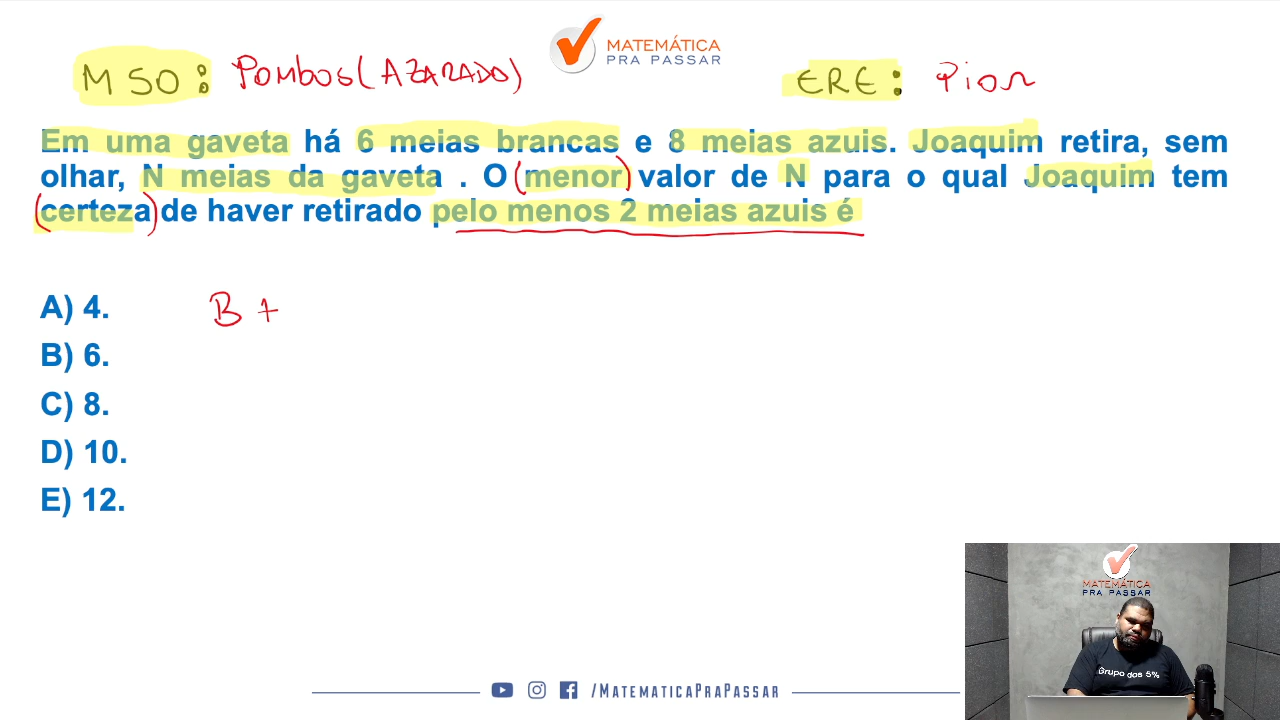 MATEMÁTICA
PRA PASSAR
MSO: POMBOS (AZARADO)
ERE: Pior
Em uma gaveta há 6 meias brancas e 8 meias azuis. Joaquim retira, sem
olhar, N meias da gaveta . O (menor) valor de N para o qual Joaquim tem
(certeza) de haver retirado pelo menos 2 meias azuis é
A) 4.
B +
B) 6.
C) 8.
D) 10.
E) 12.
MATEMÁTICA
PRA PASSAR
Grupo dos 5%
/MATEMATICAPRAPASSAR